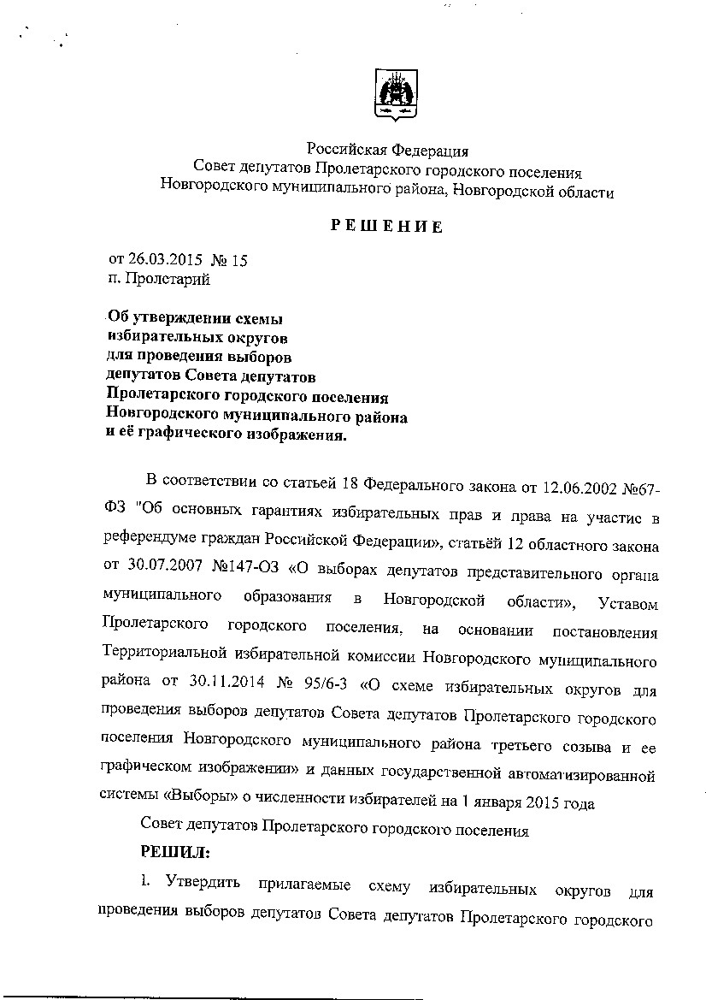 Российская Федерация
Совет депутатов Пролетарского городского поселения
Новгородского муниципального района, Новгородской области
Р Е Ш Е Н И Е
от 26.03.2015 № 15
п. Пролетарий
Об утверждении схемы
избирательных округов
для проведения выборов
депутатов Совета депутатов
Пролетарского городского поселения
Новгородского муниципального района
и её графического изображения.
В соответствии со статьей 18 Федерального закона от 12.06.2002 №67-
ФЗ "Об основных гарантиях избирательных прав и права на участие в
референдуме граждан Российской Федерации», статьёй 12 областного закона
от 30.07.2007 №147-ОЗ «О выборах депутатов представительного органа
муниципального образования в Новгородской области», Уставом
Пролетарского городского поселения, на основании постановления
Территориальной избирательной комиссии Новгородского муниципального
района от 30.11.2014 № 95/6-3 «О схеме избирательных округов для
проведения выборов депутатов Совета депутатов Пролетарского городского
поселения Новгородского муниципального района третьего созыва и ее
графическом изображении» и данных государственной автоматизированной
системы «Выборы» о численности избирателей на 1 января 2015 года
Совет депутатов Пролетарского городского поселения
РЕШИЛ:
1. Утвердить прилагаемые схему избирательных округов для
проведения выборов депутатов Совета депутатов Пролетарского городского